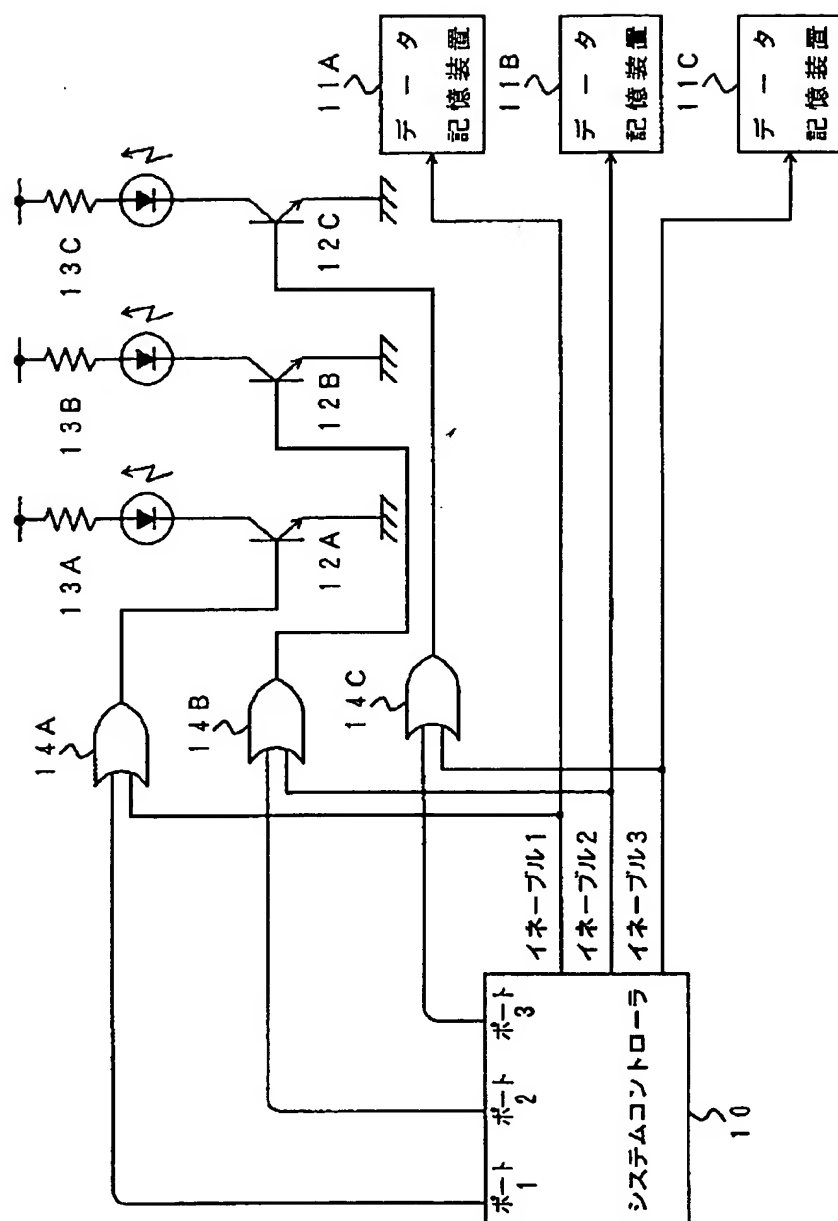 13A
13B
13C
14A
14B
14C
12A
12B
12C
11A
データ
記憶装置
11B
データ
記憶装置
11C
データ
記憶装置
ポート
1
ポート
2
ポート
3
イネーブル1
イネーブル2
イネーブル3
システムコントローラ
10